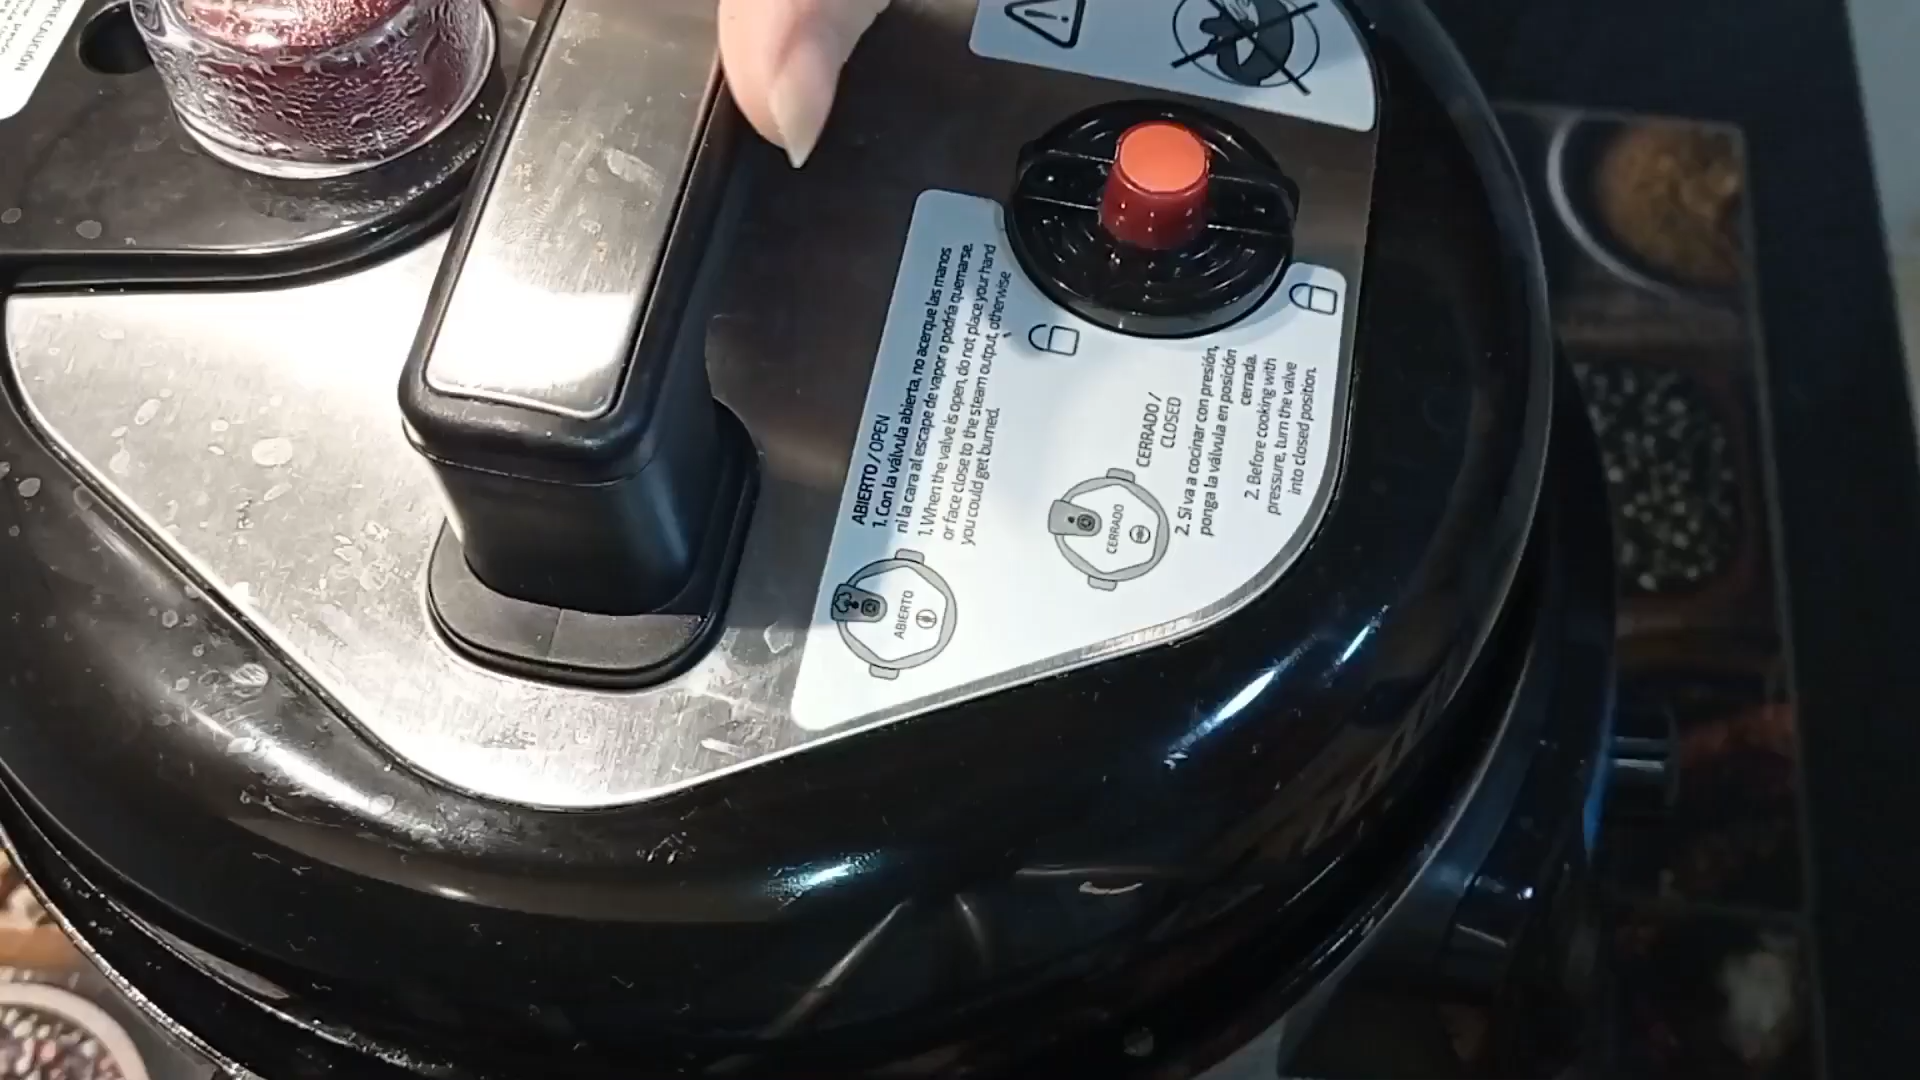 PRECAUCIÓN
ABIERTO / OPEN
1. Con la válvula abierta, no acerque las manos
ni la cara al escape de vapor o podría quemarse.
1. When the valve is open, do not place your hand
or face close to the steam output, otherwise
you could get burned.
ABIERTO
CERRADO /
CLOSED
2. Si va a cocinar con presión,
ponga la válvula en posición
cerrada.
2. Before cooking with
pressure, turn the valve
into closed position.
CERRADO